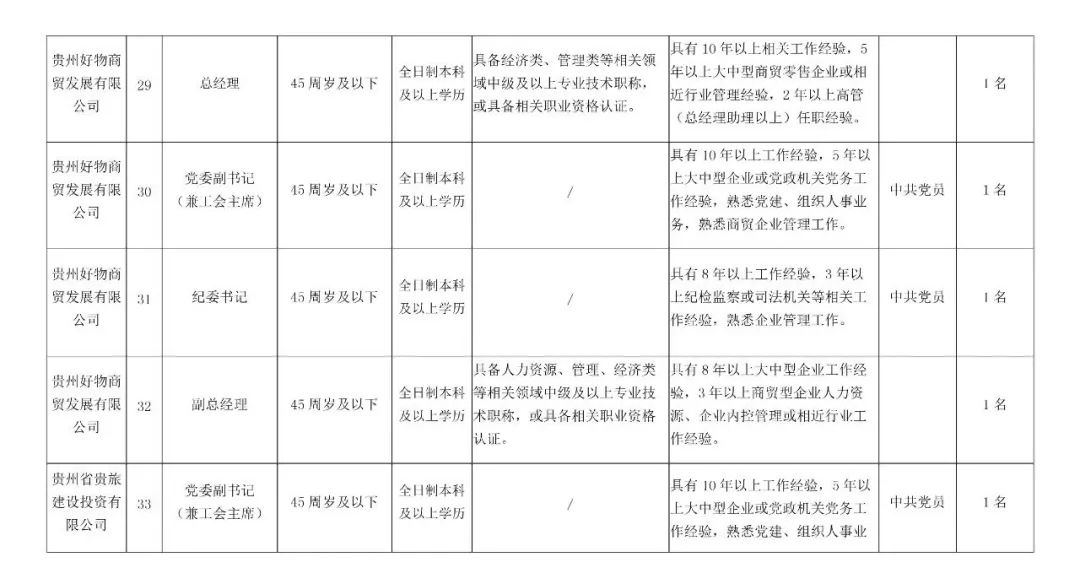 贵州好物商
贸发展有限
公司
29
总经理
45 周岁及以下
全日制本科
及以上学历
具备经济类、管理类等相关领
域中级及以上专业技术职称，
或具备相关职业资格认证。
具有 10 年以上相关工作经验，5
年以上大中型商贸零售企业或相
近行业管理经验，2 年以上高管
（总经理助理以上）任职经验。
1 名
贵州好物商
贸发展有限
公司
30
党委副书记
（兼工会主席）
45 周岁及以下
全日制本科
及以上学历
/
具有 10 年以上工作经验，5 年以
上大中型企业或党政机关党务工
作经验，熟悉党建、组织人事业
务，熟悉商贸企业管理工作。
中共党员
1 名
贵州好物商
贸发展有限
公司
31
纪委书记
45 周岁及以下
全日制本科
及以上学历
/
具有 8 年以上工作经验，3 年以
上纪检监察或司法机关等相关工
作经验，熟悉企业管理工作。
中共党员
1 名
贵州好物商
贸发展有限
公司
32
副总经理
45 周岁及以下
全日制本科
及以上学历
具备人力资源、管理、经济类
等相关领域中级及以上专业技
术职称，或具备相关职业资格
认证。
具有 8 年以上大中型企业工作经
验，3 年以上商贸型企业人力资
源、企业内控管理或相近行业工
作经验。
1 名
贵州省贵旅
建设投资有
限公司
33
党委副书记
（兼工会主席）
45 周岁及以下
全日制本科
及以上学历
/
具有 10 年以上工作经验，5 年以
上大中型企业或党政机关党务工
作经验，熟悉党建、组织人事业
中共党员
1 名